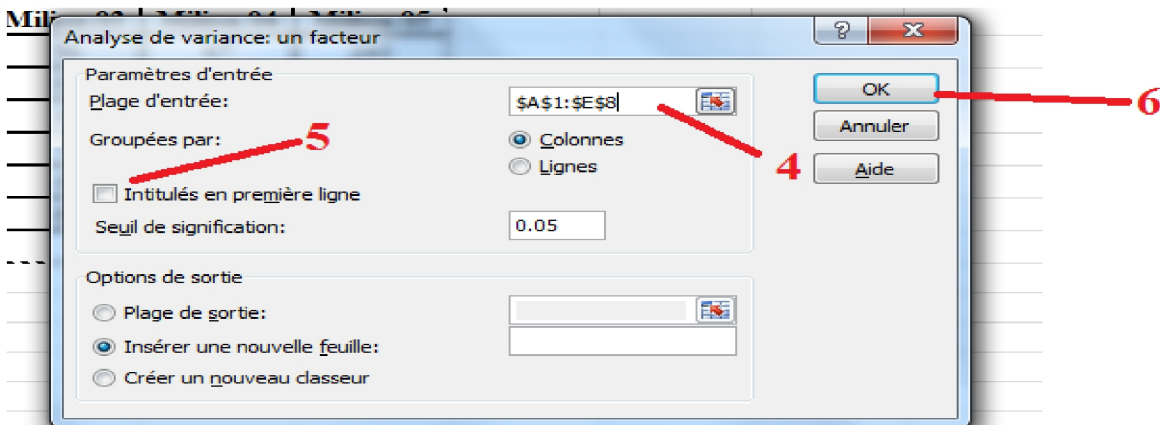 Analyse de variance: un facteur
Paramètres d'entrée
Plage d'entrée: $A$1:$E$8
OK
6
Groupées par: 5 Colonnes
Annuler
Lignes
4
Aide
Intitulés en première ligne
Seuil de signification: 0.05
Options de sortie
Plage de sortie:
Insérer une nouvelle feuille:
Créer un nouveau classeur